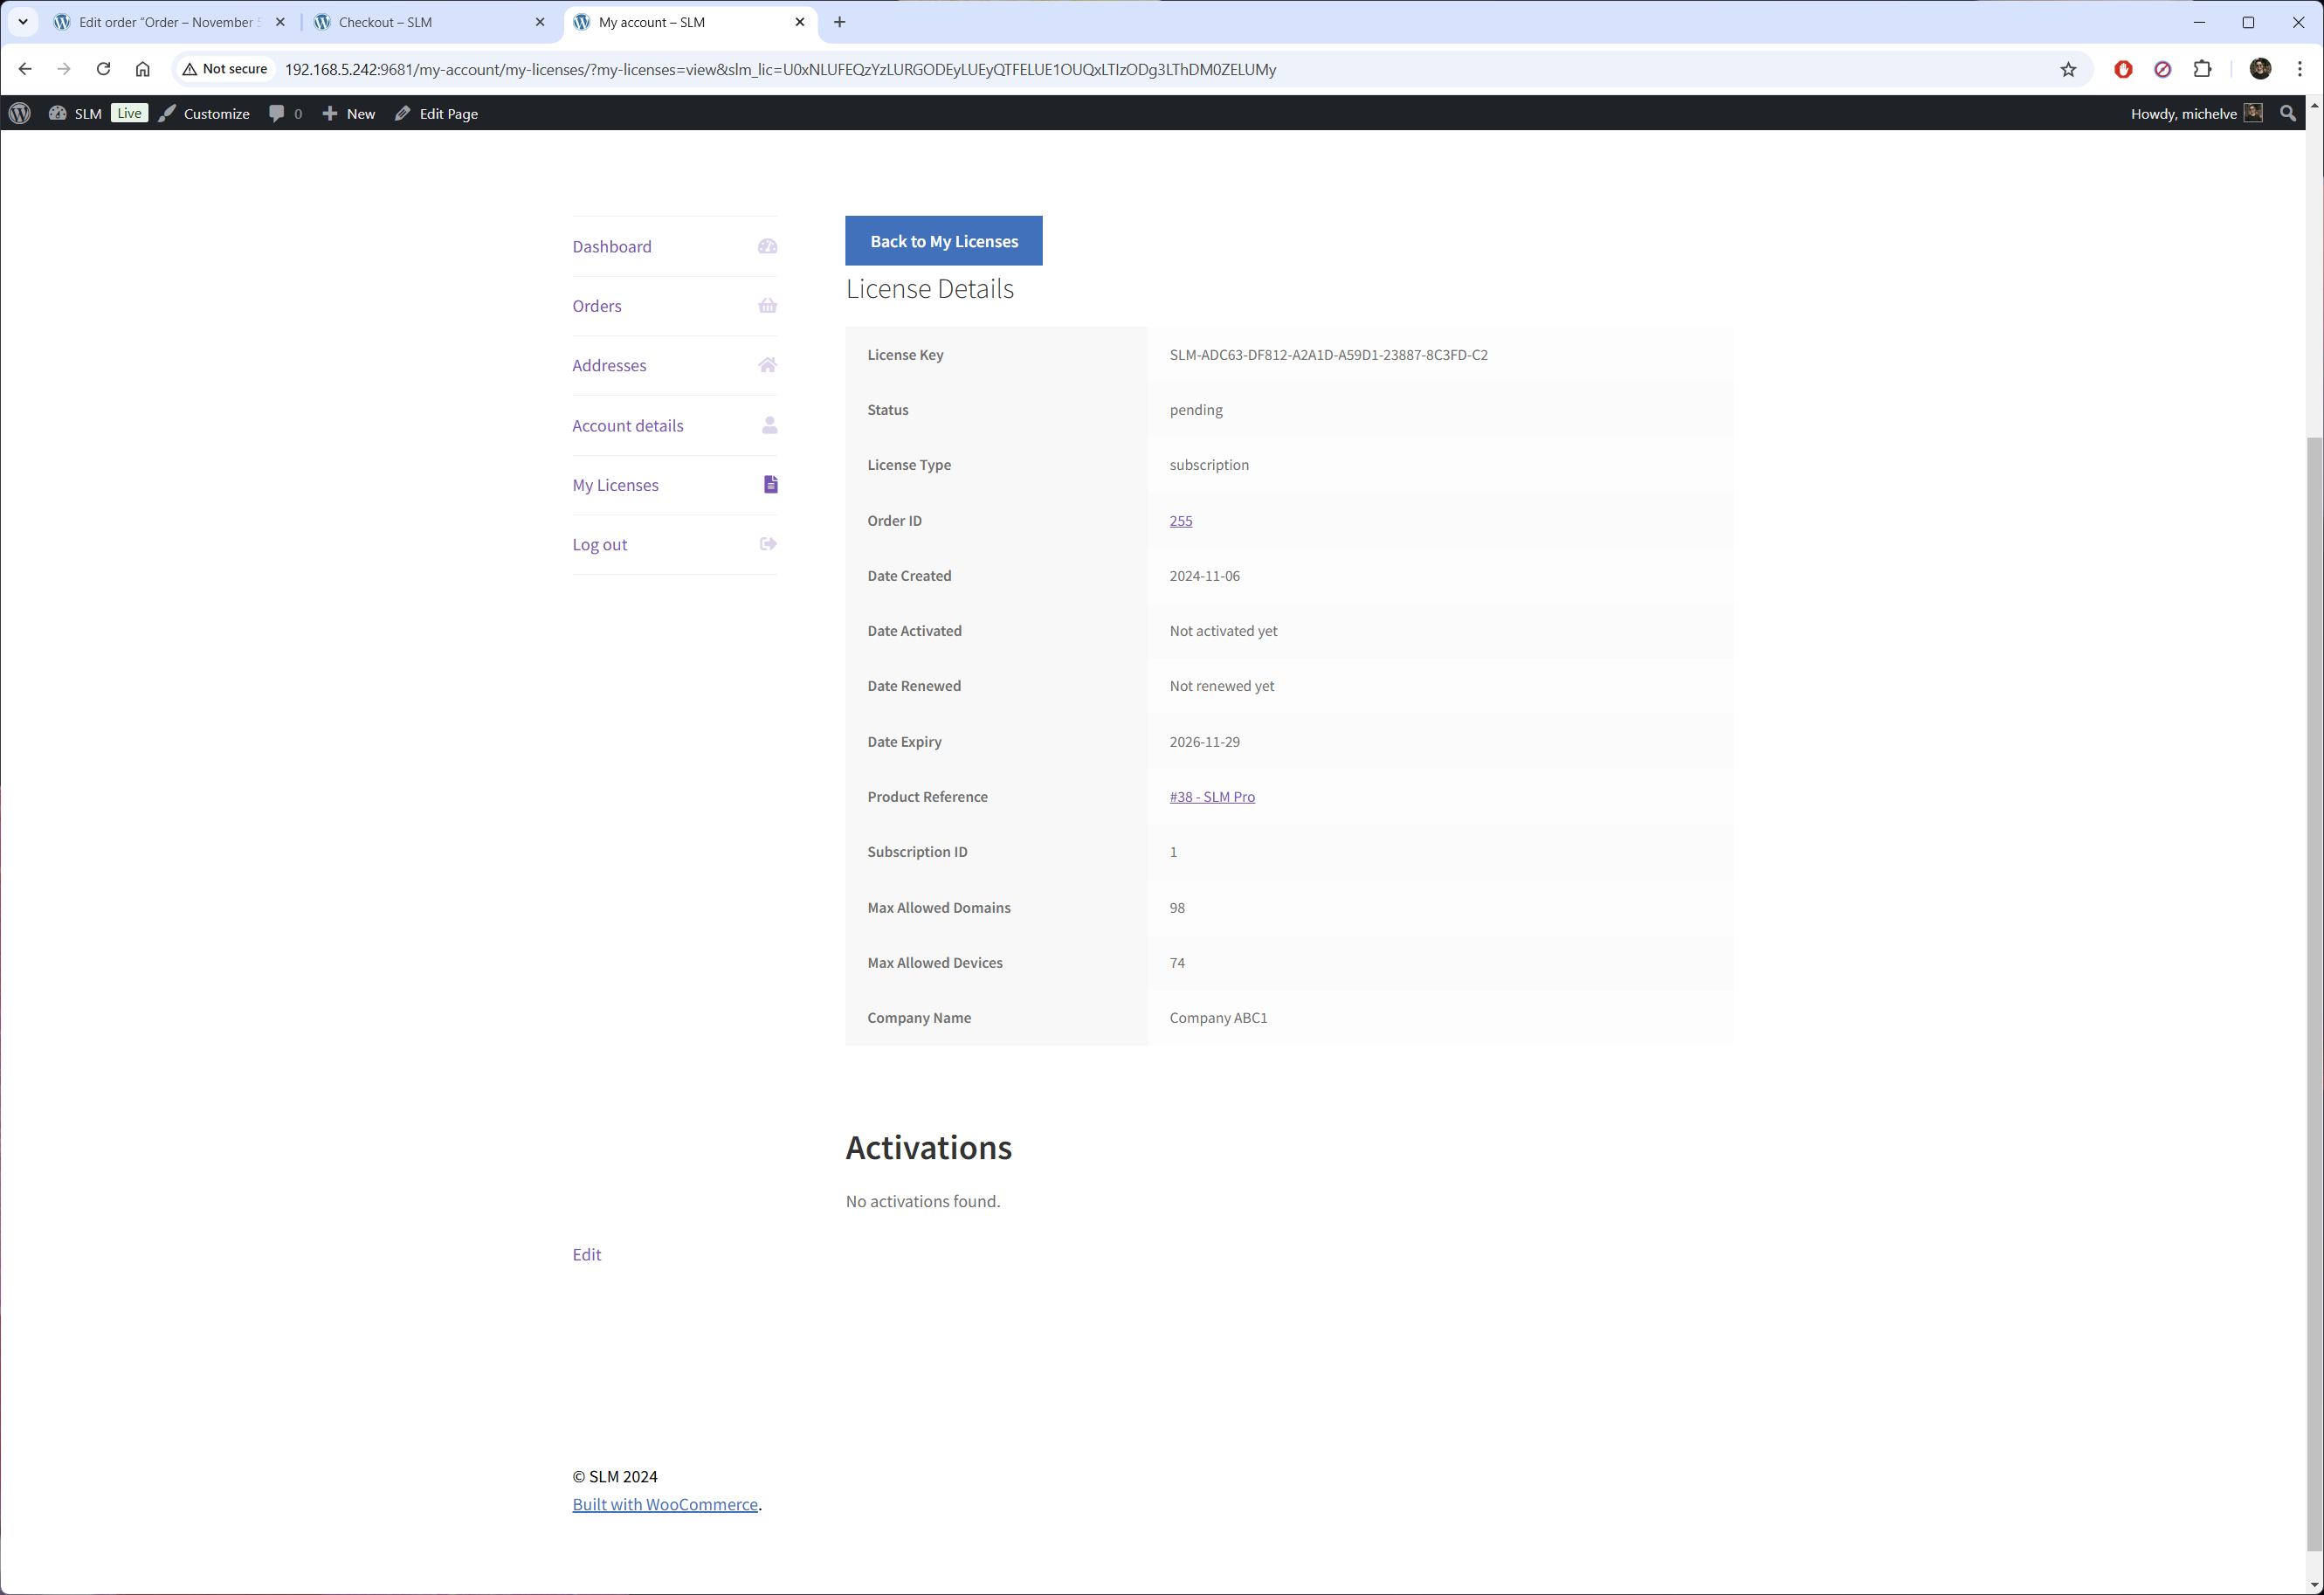 Edit order “Order – November
Checkout – SLM
My account – SLM
Not secure
192.168.5.242:9681/my-account/my-licenses/?my-licenses=view&slm_lic=U0xNLUFEQzYzLURGODEyLUEyQTFELUE1OUQxLTIzODg3LThDM0ZELUMy
SLM
Live
Customize
0
New
Edit Page
Howdy, michelve
Dashboard
Orders
Addresses
Account details
My Licenses
Log out
Back to My Licenses
License Details
License Key SLM-ADC63-DF812-A2A1D-A59D1-23887-8C3FD-C2
Status pending
License Type subscription
Order ID 255
Date Created 2024-11-06
Date Activated Not activated yet
Date Renewed Not renewed yet
Date Expiry 2026-11-29
Product Reference #38 - SLM Pro
Subscription ID 1
Max Allowed Domains 98
Max Allowed Devices 74
Company Name Company ABC1
Activations
No activations found.
Edit
© SLM 2024
Built with WooCommerce.